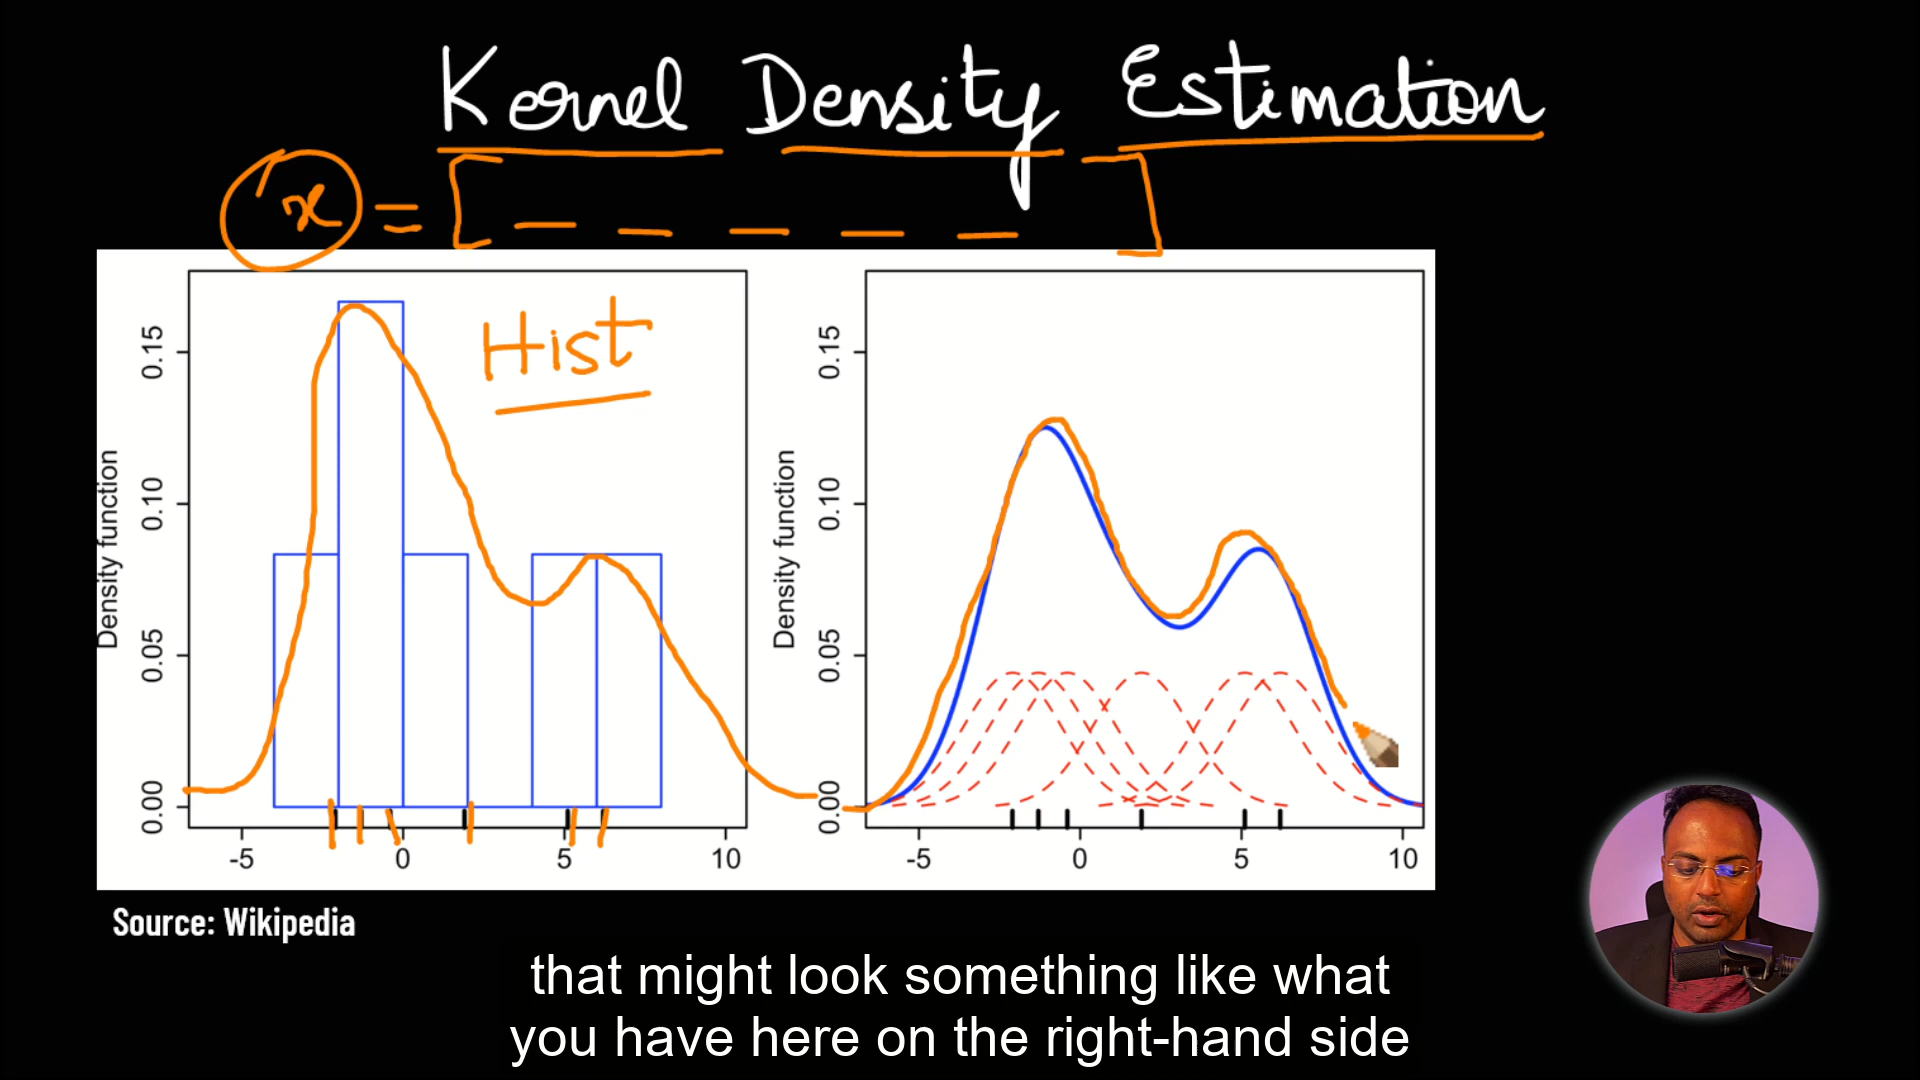 Kernel Density Estimation
x = [ _ _ _ _ _ ]
Hist
Density function
0.00 0.05 0.10 0.15
-5 0 5 10
Density function
0.00 0.05 0.10 0.15
-5 0 5 10
Source: Wikipedia
that might look something like what
you have here on the right-hand side